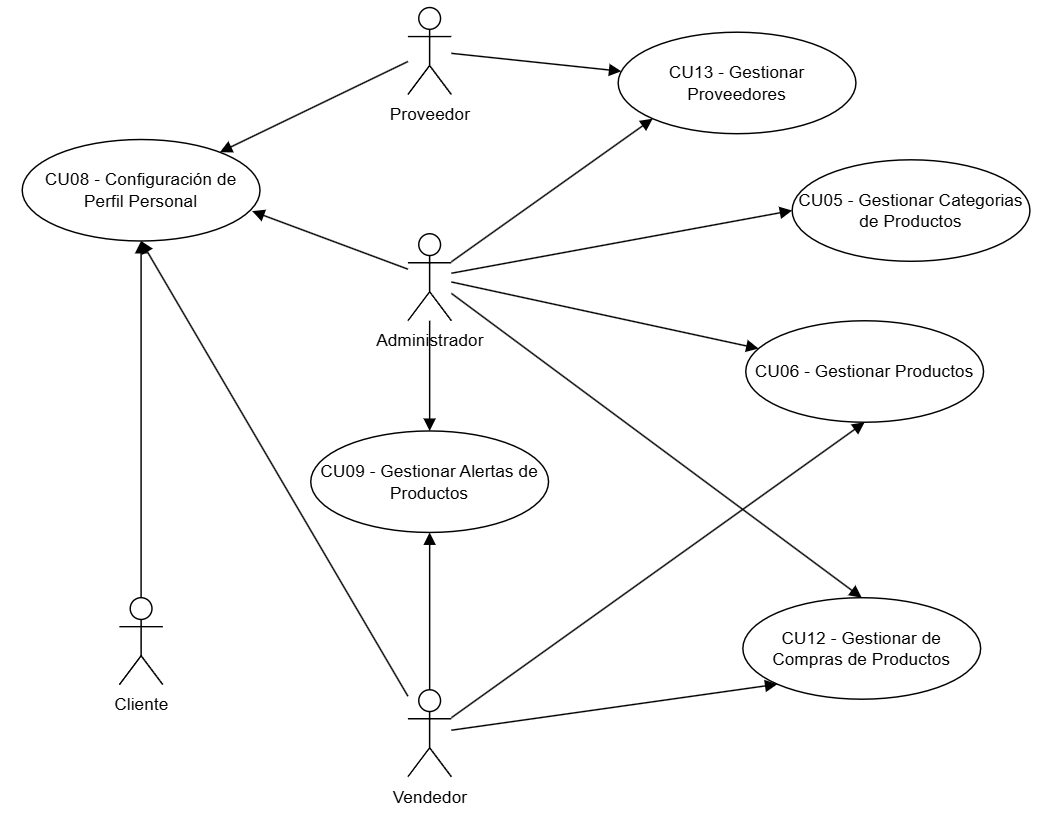 CU13 - Gestionar
Proveedores
Proveedor
CU08 - Configuración de
Perfil Personal
CU05 - Gestionar Categorias
de Productos
Administrador
CU06 - Gestionar Productos
CU09 - Gestionar Alertas de
Productos
CU12 - Gestionar de
Compras de Productos
Cliente
Vendedor